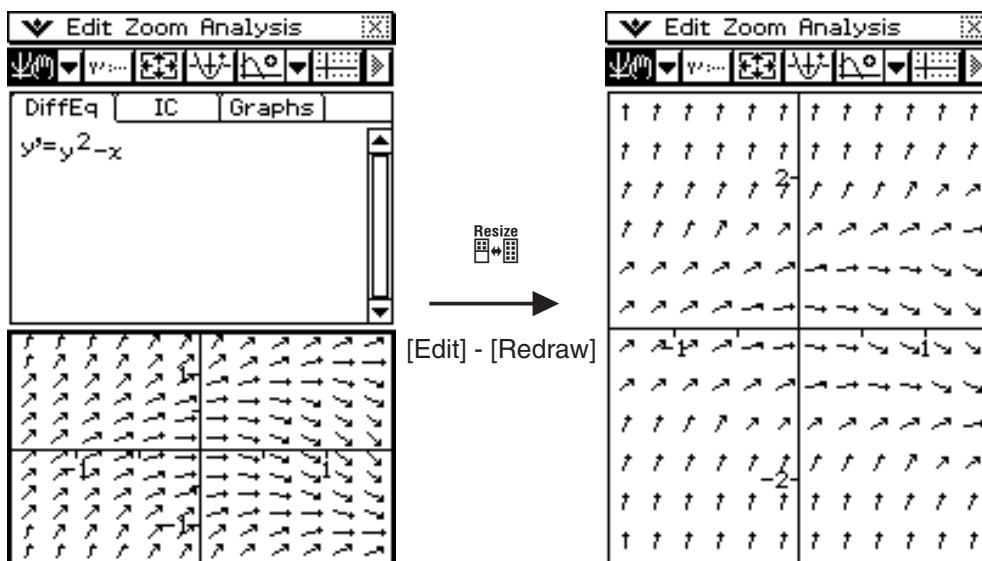 Edit Zoom Analysis
DiffEq IC Graphs
y'=y²-x
1
-1 1
-1
Resize
[Edit] - [Redraw]
Edit Zoom Analysis
2
-1 1
-2